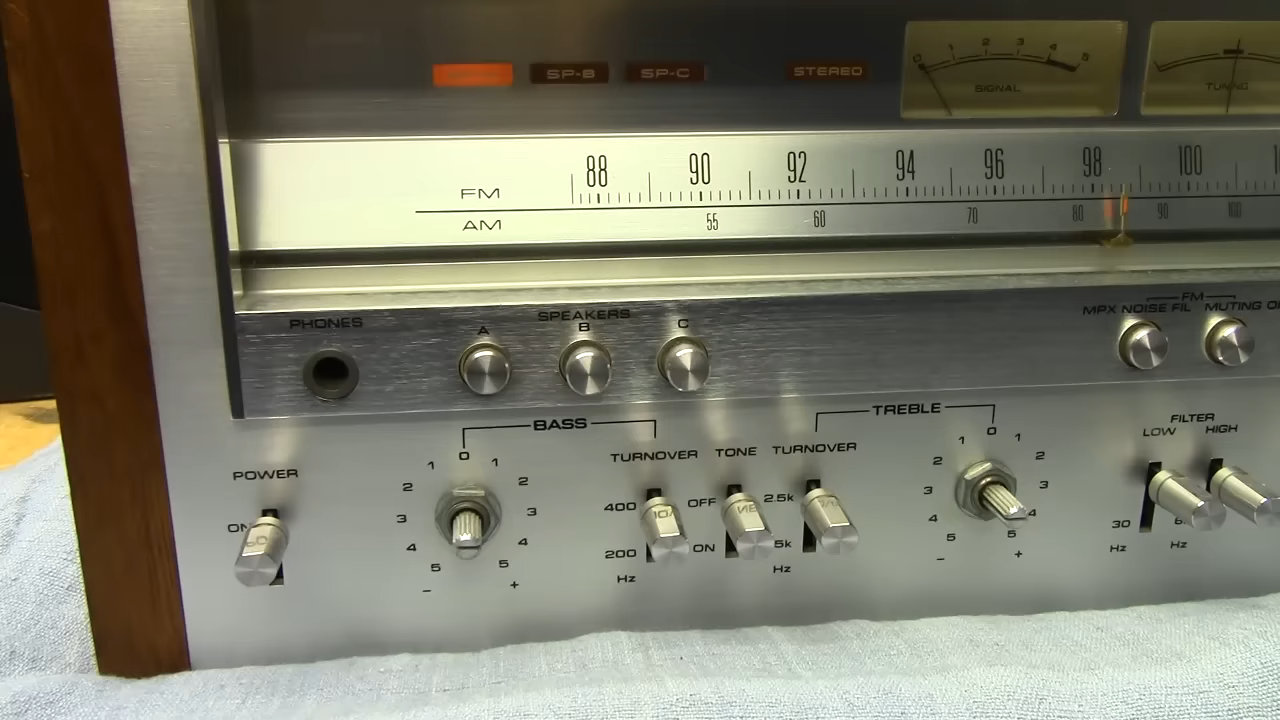 SP-B SP-C STEREO
0 1 2 3 4 5
SIGNAL
TUNING
88 90 92 94 96 98 100
FM
AM
55 60 70 80 90 100
PHONES
SPEAKERS
A B C
FM
MPX NOISE FIL MUTING
BASS
TREBLE
FILTER
LOW HIGH
POWER
ON
0
1 1
2 2
3 3
4 4
5 5
- +
TURNOVER
400
200
Hz
TONE
OFF
ON
TURNOVER
2.5k
5k
Hz
0
1 1
2 2
3 3
4 4
5 5
- +
30
Hz
Hz